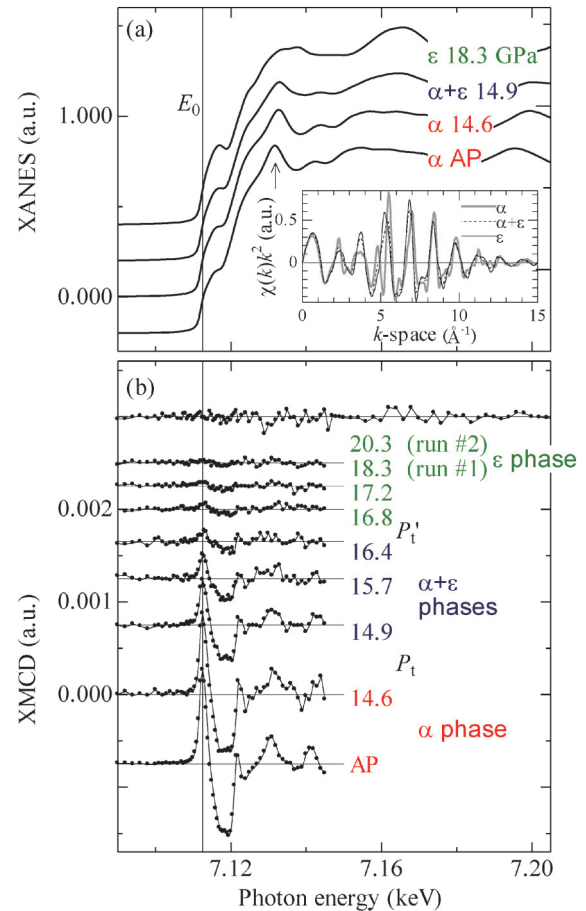 (a)
XANES (a.u.)
1.000
0.000
E₀
ε 18.3 GPa
α+ε 14.9
α 14.6
α AP
χ(k)k² (a.u.)
0.5
0
α
α+ε
ε
0 5 10 15
k-space (Å⁻¹)
(b)
XMCD (a.u.)
0.002
0.001
0.000
20.3 (run #2)
18.3 (run #1)
ε phase
17.2
16.8
Pₜ'
16.4
15.7
α+ε
phases
14.9
Pₜ
14.6
α phase
AP
7.12 7.16 7.20
Photon energy (keV)